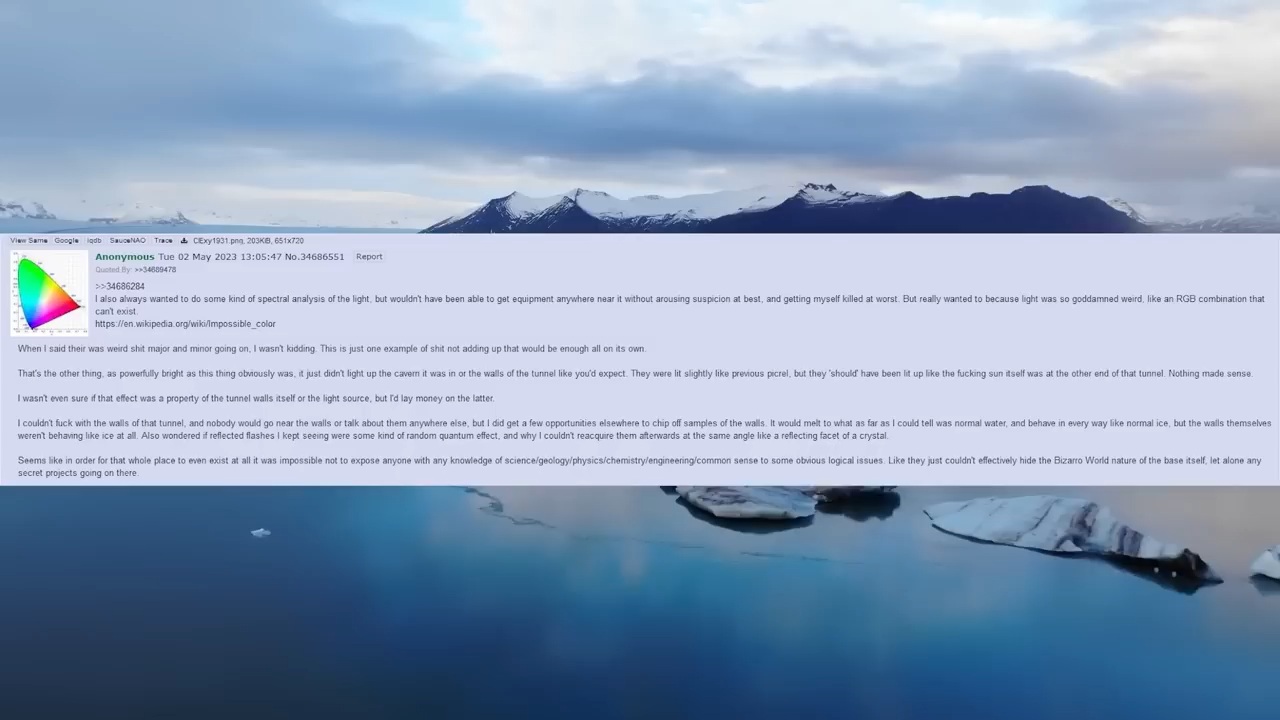 View Same Google iqdb SauceNAO Trace CExy1931.png, 203KiB, 651x720
Anonymous Tue 02 May 2023 13:05:47 No.34686551 Report
Quoted By: >>34689478
>>34686284
I also always wanted to do some kind of spectral analysis of the light, but wouldn't have been able to get equipment anywhere near it without arousing suspicion at best, and getting myself killed at worst. But really wanted to because light was so goddamned weird, like an RGB combination that
can't exist.
https://en.wikipedia.org/wiki/Impossible_color
When I said their was weird shit major and minor going on, I wasn't kidding. This is just one example of shit not adding up that would be enough all on its own.
That's the other thing, as powerfully bright as this thing obviously was, it just didn't light up the cavern it was in or the walls of the tunnel like you'd expect. They were lit slightly like previous picrel, but they 'should' have been lit up like the fucking sun itself was at the other end of that tunnel. Nothing made sense.
I wasn't even sure if that effect was a property of the tunnel walls itself or the light source, but I'd lay money on the latter.
I couldn't fuck with the walls of that tunnel, and nobody would go near the walls or talk about them anywhere else, but I did get a few opportunities elsewhere to chip off samples of the walls. It would melt to what as far as I could tell was normal water, and behave in every way like normal ice, but the walls themselves
weren't behaving like ice at all. Also wondered if reflected flashes I kept seeing were some kind of random quantum effect, and why I couldn't reacquire them afterwards at the same angle like a reflecting facet of a crystal.
Seems like in order for that whole place to even exist at all it was impossible not to expose anyone with any knowledge of science/geology/physics/chemistry/engineering/common sense to some obvious logical issues. Like they just couldn't effectively hide the Bizarro World nature of the base itself, let alone any
secret projects going on there.